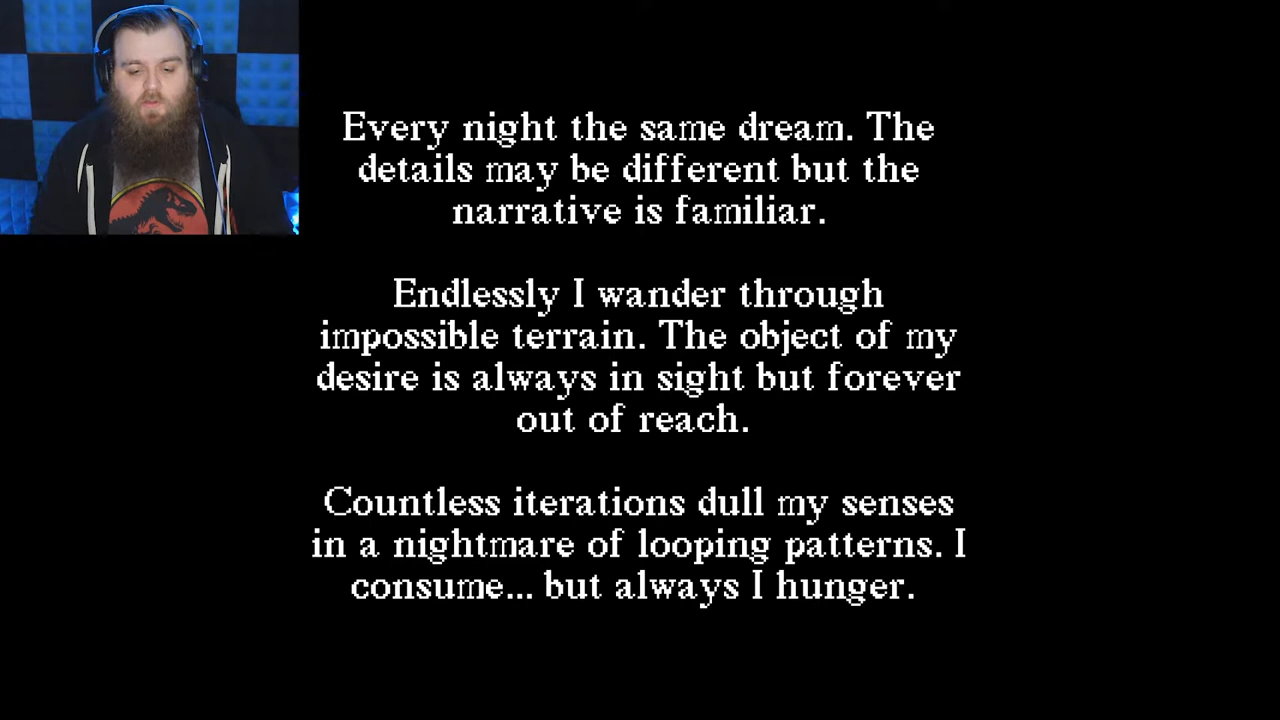 Every night the same dream. The
details may be different but the
narrative is familiar.
Endlessly I wander through
impossible terrain. The object of my
desire is always in sight but forever
out of reach.
Countless iterations dull my senses
in a nightmare of looping patterns. I
consume... but always I hunger.